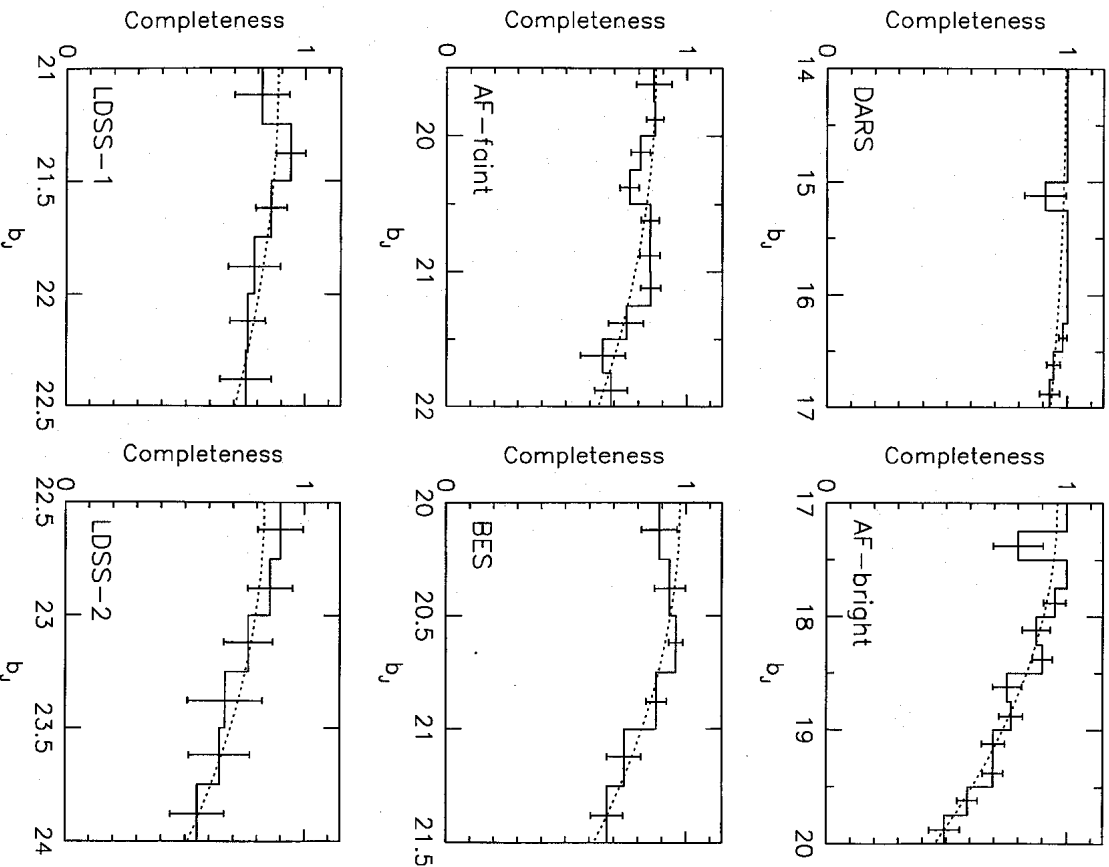 Completeness
1
0
DARS
14 15 16 17
b_J
Completeness
1
0
AF-bright
17 18 19 20
b_J
Completeness
1
0
AF-faint
20 21 22
b_J
Completeness
1
0
BES
20 20.5 21 21.5
b_J
Completeness
1
0
LDSS-1
21 21.5 22 22.5
b_J
Completeness
1
0
LDSS-2
22.5 23 23.5 24
b_J